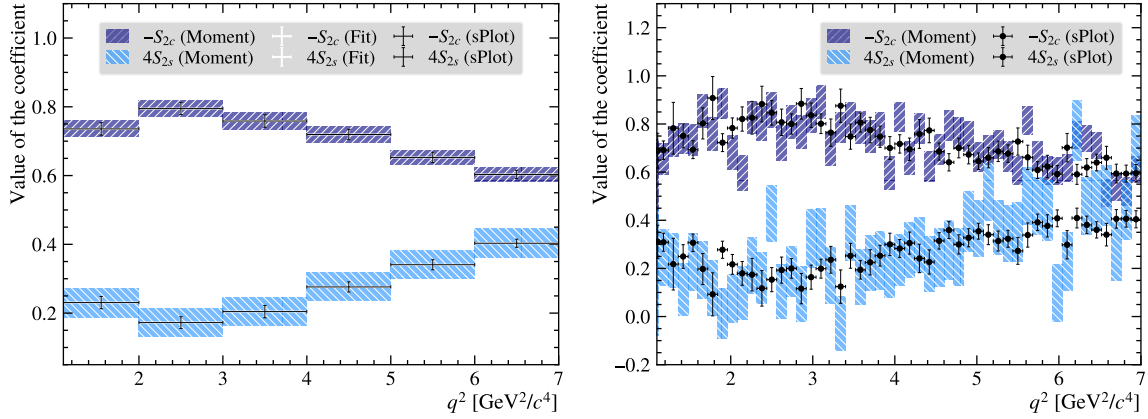 Value of the coefficient
1.0
0.8
0.6
0.4
0.2
−S2c (Moment)
4S2s (Moment)
−S2c (Fit)
4S2s (Fit)
−S2c (sPlot)
4S2s (sPlot)
2 3 4 5 6 7
q² [GeV²/c⁴]
Value of the coefficient
1.2
1.0
0.8
0.6
0.4
0.2
0.0
−0.2
−S2c (Moment)
4S2s (Moment)
−S2c (sPlot)
4S2s (sPlot)
2 3 4 5 6 7
q² [GeV²/c⁴]